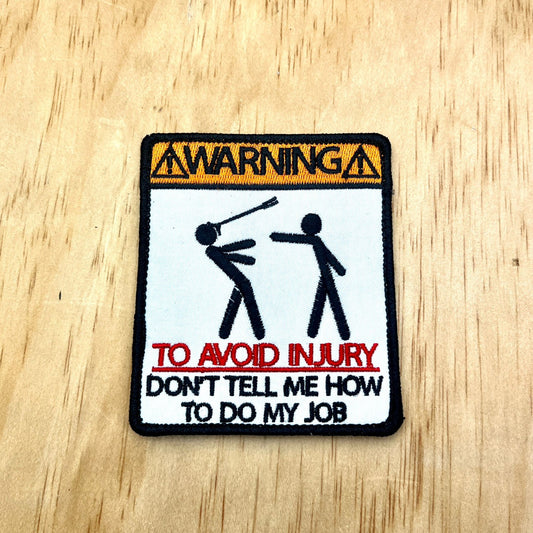 WARNING
TO AVOID INJURY
DON'T TELL ME HOW
TO DO MY JOB